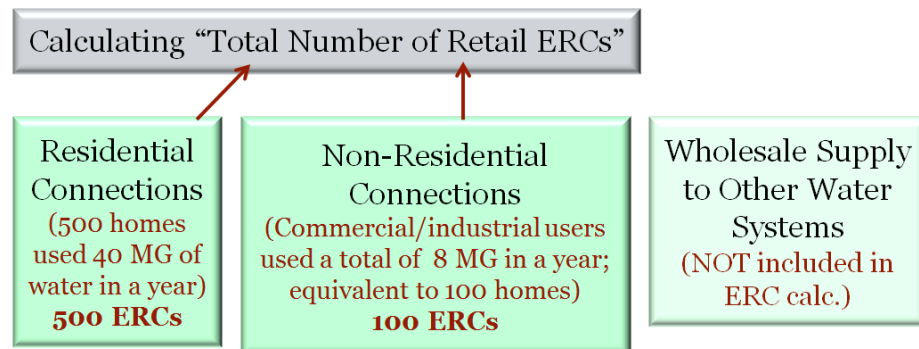 Calculating “Total Number of Retail ERCs”
Residential
Connections
(500 homes
used 40 MG of
water in a year)
500 ERCs
Non-Residential
Connections
(Commercial/industrial users
used a total of 8 MG in a year;
equivalent to 100 homes)
100 ERCs
Wholesale Supply
to Other Water
Systems
(NOT included in
ERC calc.)